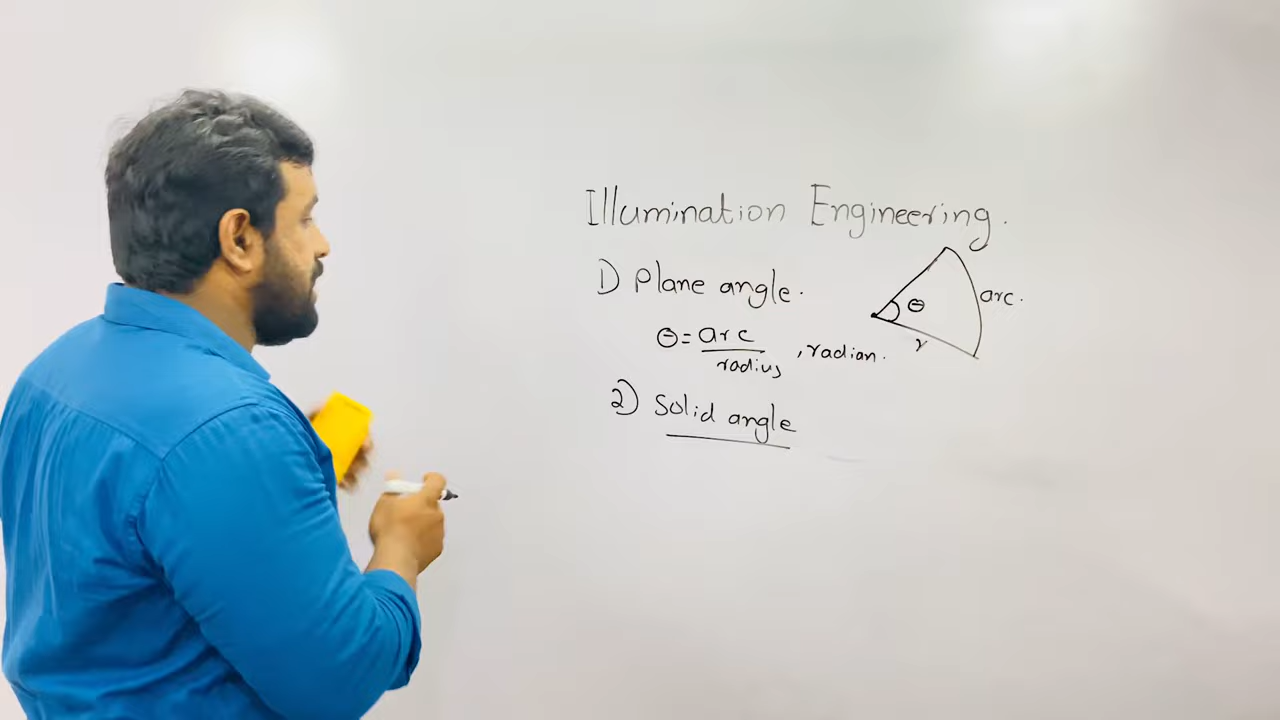 Illumination Engineering.
1) Plane angle.
θ
arc.
r
θ = arc / radius , radian.
2) Solid angle